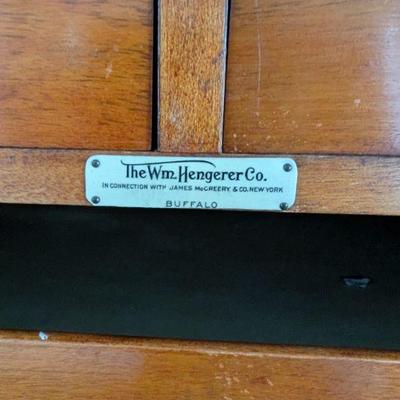 The Wm. Hengerer Co.
IN CONNECTION WITH JAMES McCREERY & CO. NEW YORK
BUFFALO